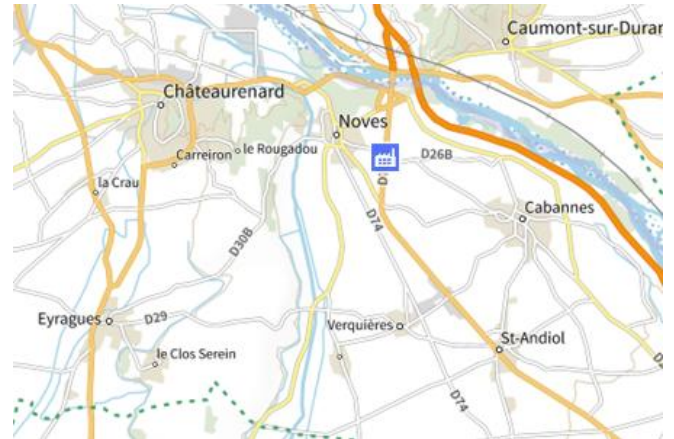 Caumont-sur-Durar
Châteaurenard
Noves
Carreiron
le Rougadou
D26B
la Crau
D74
Cabannes
D30B
Eyragues
D29
Verquières
St-Andiol
le Clos Serein
D74